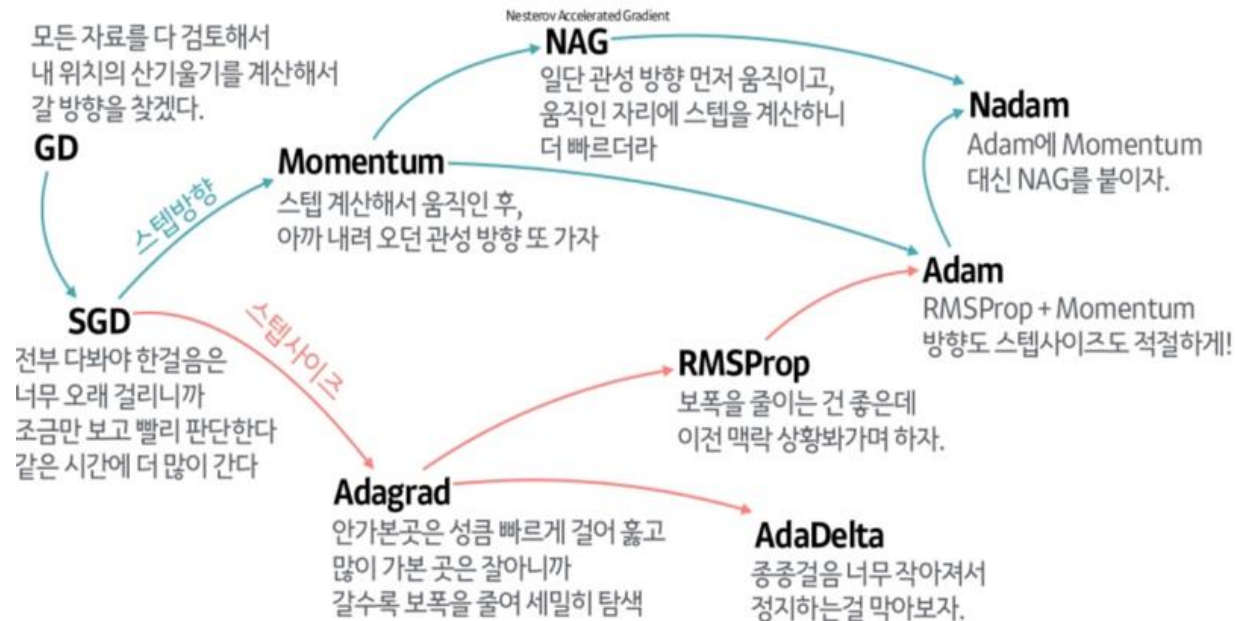 모든 자료를 다 검토해서
내 위치의 산기울기를 계산해서
갈 방향을 찾겠다.
GD
Nesterov Accelerated Gradient
NAG
일단 관성 방향 먼저 움직이고,
움직인 자리에 스텝을 계산하니
더 빠르더라
Nadam
Adam에 Momentum
대신 NAG를 붙이자.
Momentum
스텝 계산해서 움직인 후,
아까 내려 오던 관성 방향 또 가자
스텝방향
Adam
RMSProp + Momentum
방향도 스텝사이즈도 적절하게!
SGD
전부 다봐야 한걸음은
너무 오래 걸리니까
조금만 보고 빨리 판단한다
같은 시간에 더 많이 간다
스텝사이즈
RMSProp
보폭을 줄이는 건 좋은데
이전 맥락 상황봐가며 하자.
Adagrad
안가본곳은 성큼 빠르게 걸어 훑고
많이 가본 곳은 잘아니까
갈수록 보폭을 줄여 세밀히 탐색
AdaDelta
종종걸음 너무 작아져서
정지하는걸 막아보자.